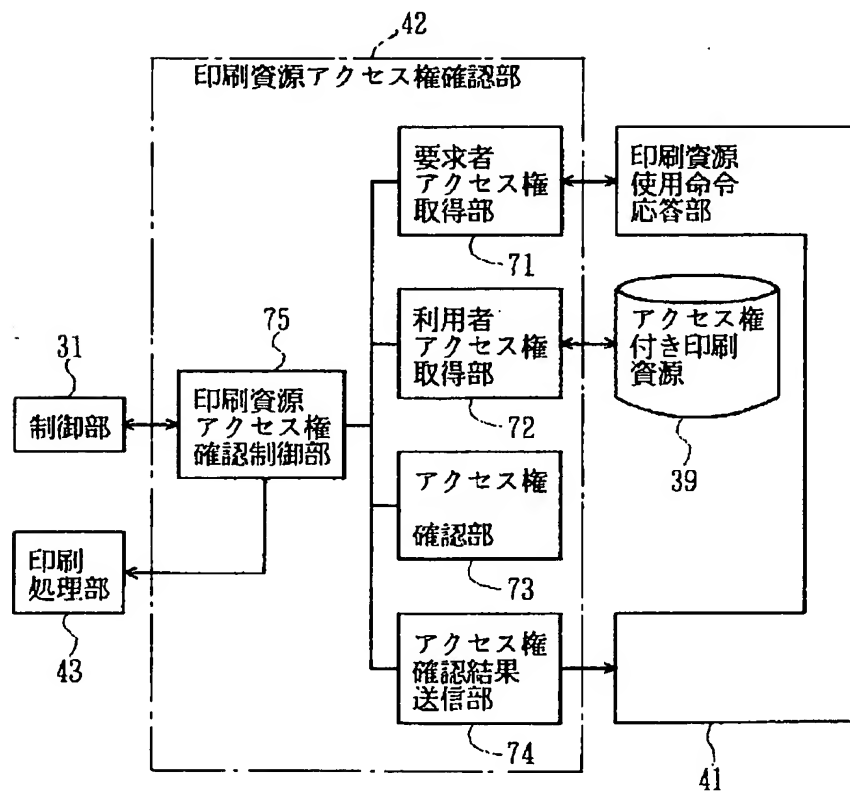 42
印刷資源アクセス権確認部
要求者
アクセス権
取得部
71
印刷資源
使用命令
応答部
75
31
制御部
印刷資源
アクセス権
確認制御部
利用者
アクセス権
取得部
72
アクセス権
付き印刷
資源
39
アクセス権
確認部
73
印刷
処理部
43
アクセス権
確認結果
送信部
74
41